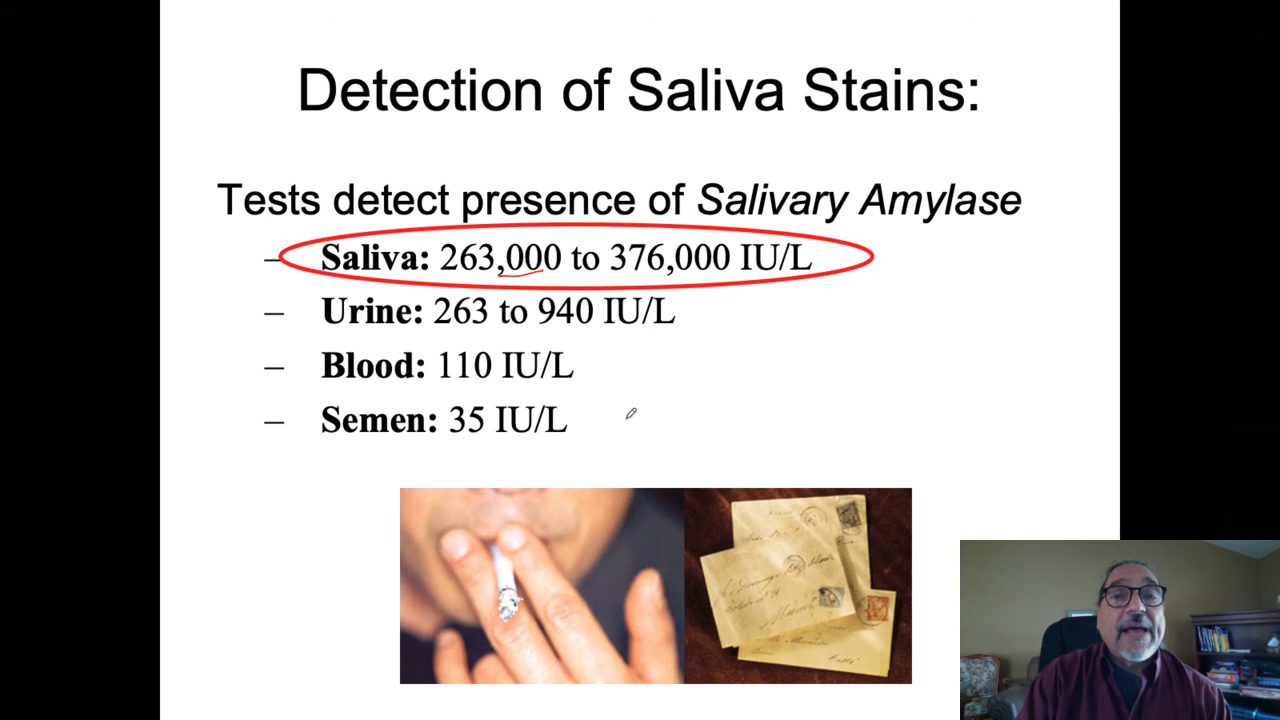 Detection of Saliva Stains:
Tests detect presence of Salivary Amylase
– Saliva: 263,000 to 376,000 IU/L
– Urine: 263 to 940 IU/L
– Blood: 110 IU/L
– Semen: 35 IU/L